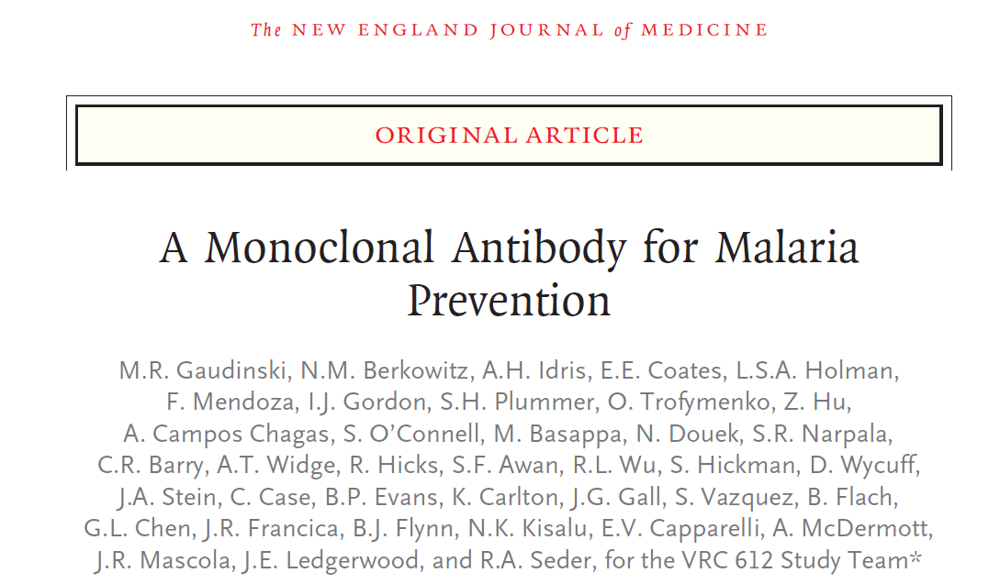 The NEW ENGLAND JOURNAL of MEDICINE
ORIGINAL ARTICLE
A Monoclonal Antibody for Malaria
Prevention
M.R. Gaudinski, N.M. Berkowitz, A.H. Idris, E.E. Coates, L.S.A. Holman,
F. Mendoza, I.J. Gordon, S.H. Plummer, O. Trofymenko, Z. Hu,
A. Campos Chagas, S. O’Connell, M. Basappa, N. Douek, S.R. Narpala,
C.R. Barry, A.T. Widge, R. Hicks, S.F. Awan, R.L. Wu, S. Hickman, D. Wycuff,
J.A. Stein, C. Case, B.P. Evans, K. Carlton, J.G. Gall, S. Vazquez, B. Flach,
G.L. Chen, J.R. Francica, B.J. Flynn, N.K. Kisalu, E.V. Capparelli, A. McDermott,
J.R. Mascola, J.E. Ledgerwood, and R.A. Seder, for the VRC 612 Study Team*